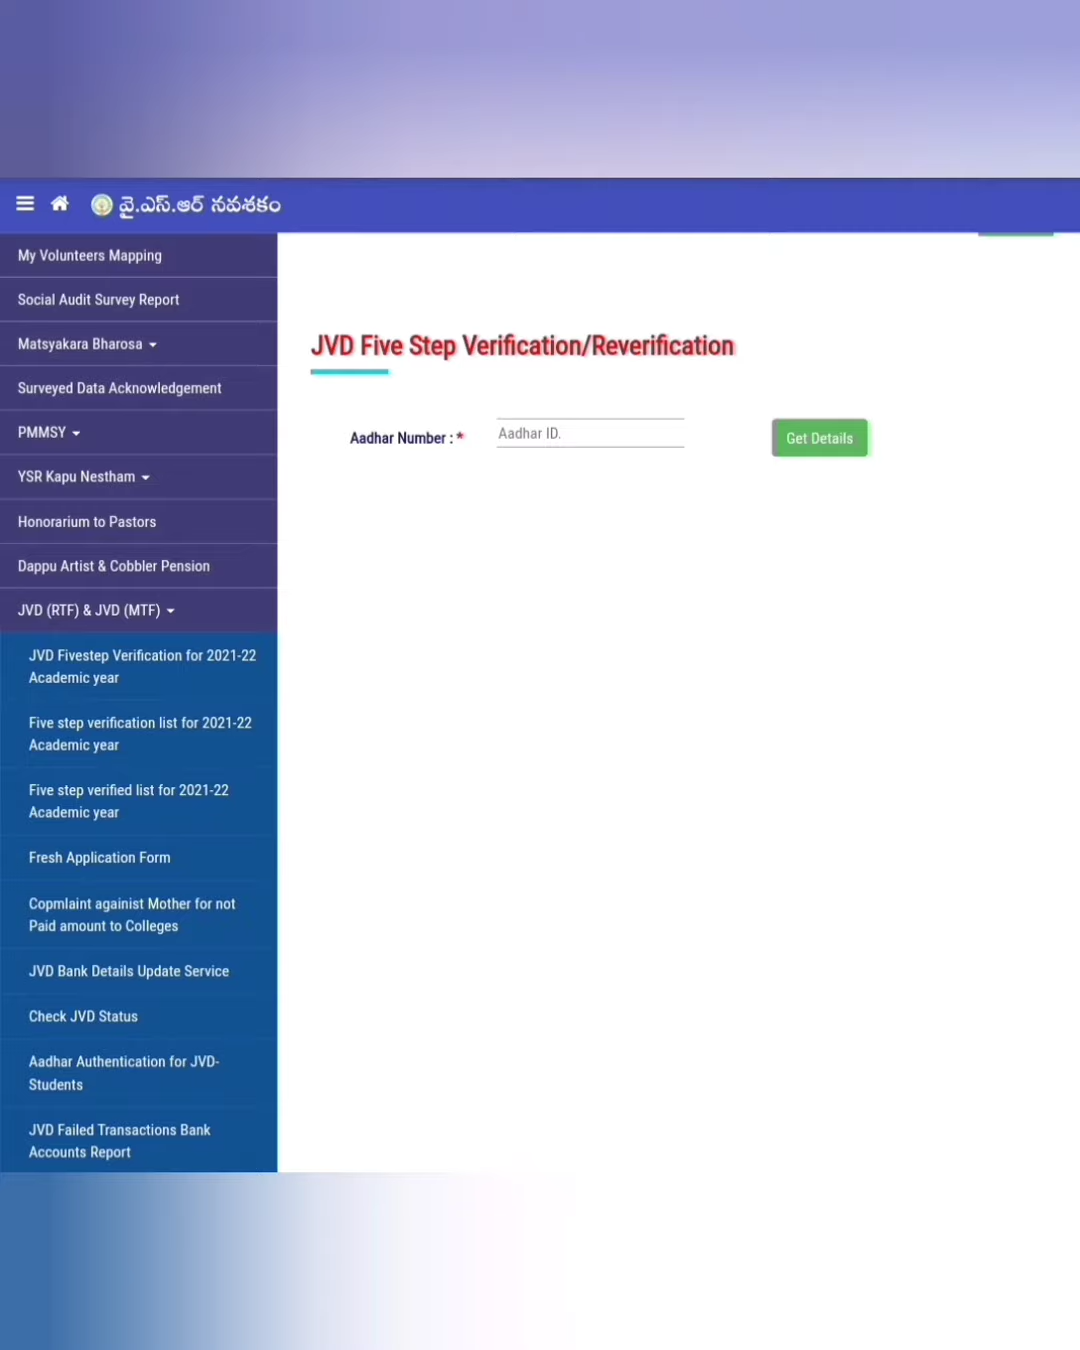 వై.ఎస్.ఆర్ నవశకం
My Volunteers Mapping
Social Audit Survey Report
Matsyakara Bharosa
Surveyed Data Acknowledgement
PMMSY
YSR Kapu Nestham
Honorarium to Pastors
Dappu Artist & Cobbler Pension
JVD (RTF) & JVD (MTF)
JVD Fivestep Verification for 2021-22
Academic year
Five step verification list for 2021-22
Academic year
Five step verified list for 2021-22
Academic year
Fresh Application Form
Copmlaint againist Mother for not
Paid amount to Colleges
JVD Bank Details Update Service
Check JVD Status
Aadhar Authentication for JVD-
Students
JVD Failed Transactions Bank
Accounts Report
JVD Five Step Verification/Reverification
Aadhar Number : * Aadhar ID. Get Details